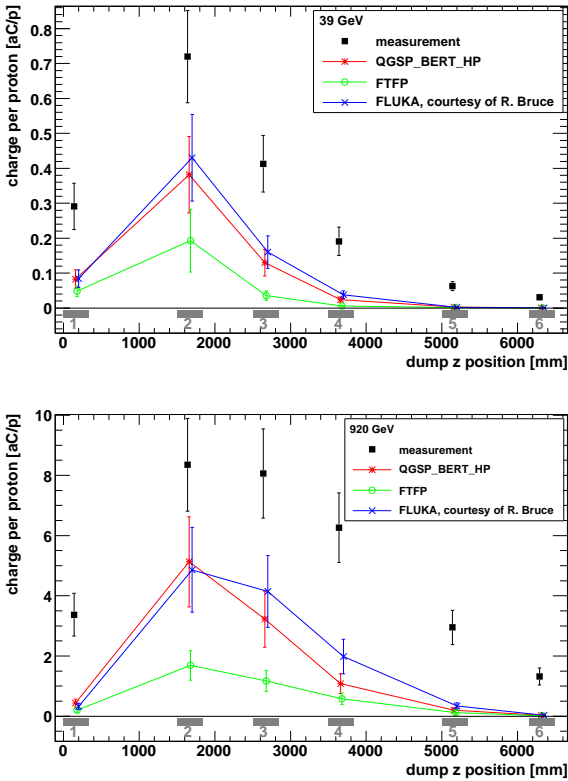 charge per proton [aC/p]
0.8
0.7
0.6
0.5
0.4
0.3
0.2
0.1
0
39 GeV
measurement
QGSP_BERT_HP
FTFP
FLUKA, courtesy of R. Bruce
1 2 3 4 5 6
0 1000 2000 3000 4000 5000 6000
dump z position [mm]
charge per proton [aC/p]
10
8
6
4
2
0
920 GeV
measurement
QGSP_BERT_HP
FTFP
FLUKA, courtesy of R. Bruce
1 2 3 4 5 6
0 1000 2000 3000 4000 5000 6000
dump z position [mm]